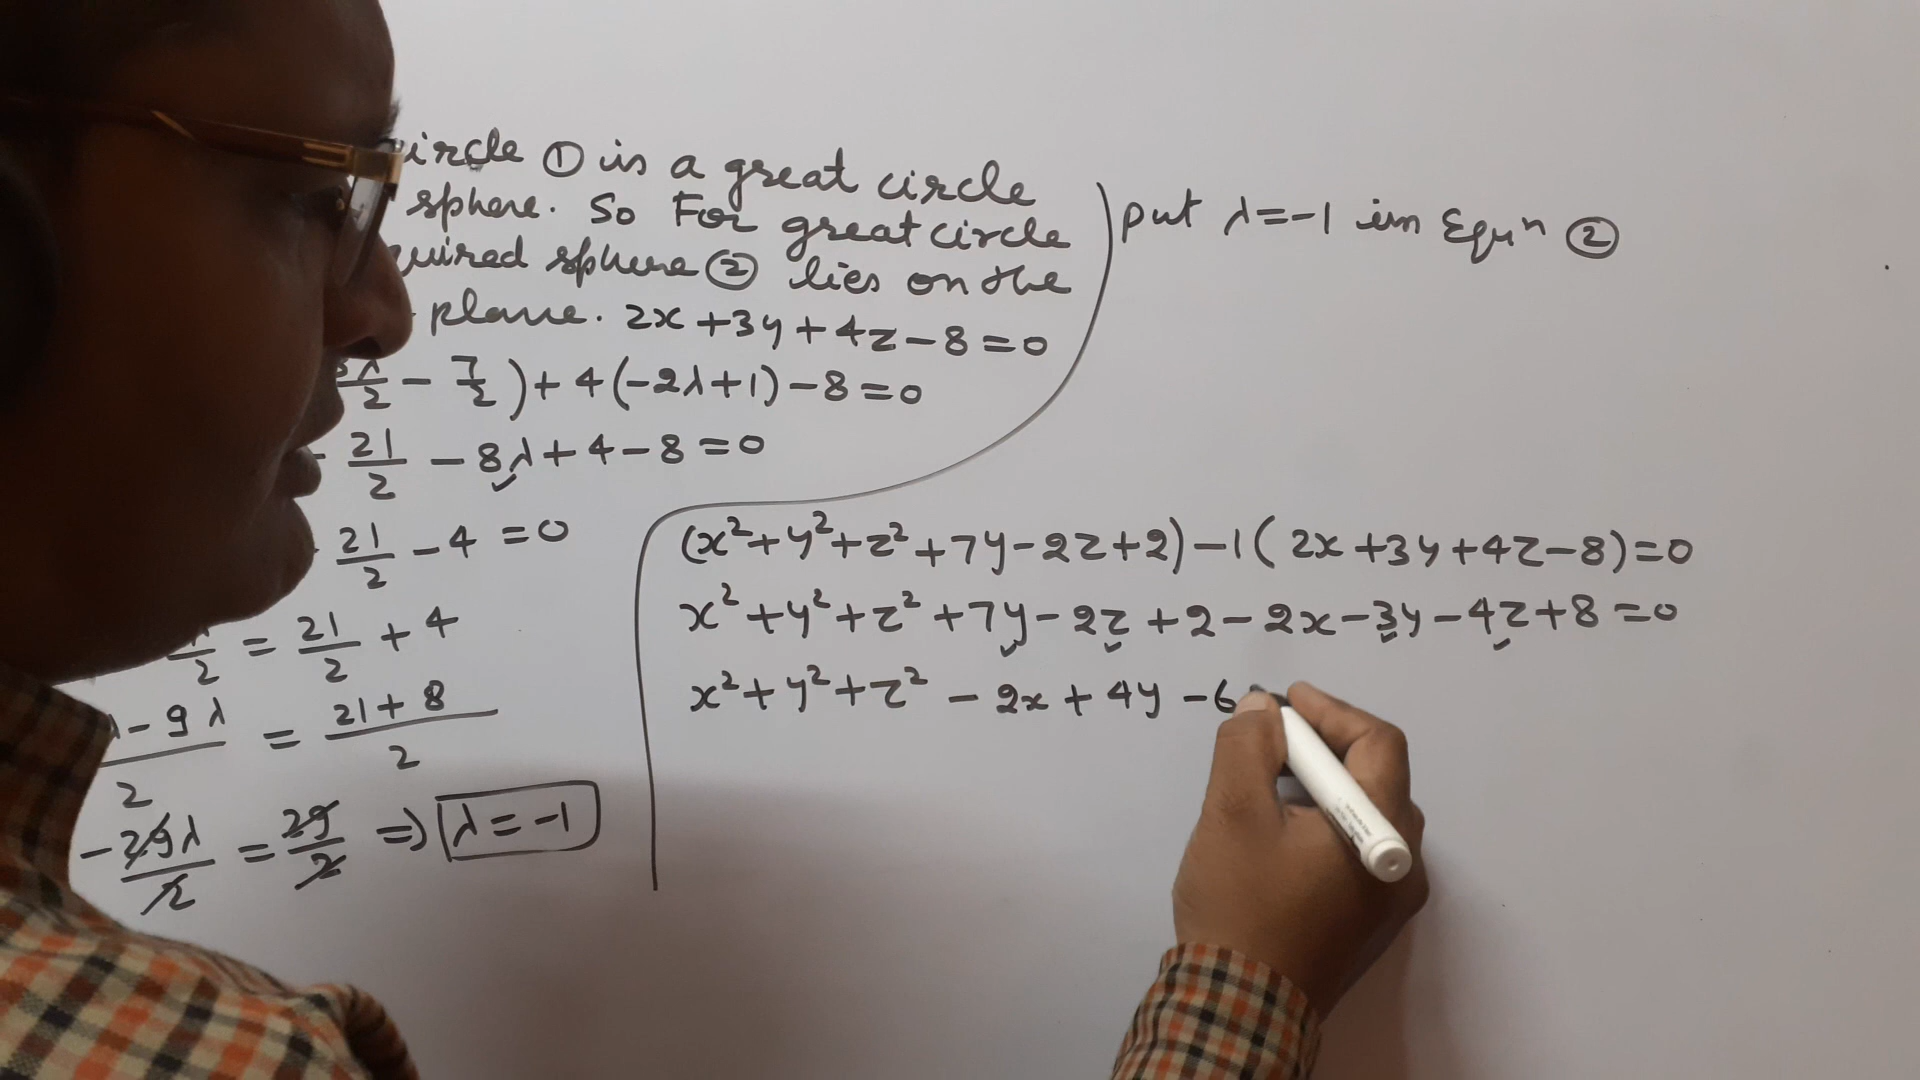 ircle ① is a great circle
sphere. So For great circle
quired sphere ② lies on the
plane. 2x+3y+4z-8=0
3λ/2 - 7/2) + 4(-2λ+1) -8=0
- 21/2 - 8λ+4-8=0
21/2 - 4 =0
/2 = 21/2 + 4
-9λ/2 = 21+8/2
-29λ/2 = 29/2 => λ=-1
put λ=-1 in Equn ②
(x²+y²+z²+7y-2z+2)-1(2x+3y+4z-8)=0
x²+y²+z²+7y-2z+2-2x-3y-4z+8=0
x²+y²+z²-2x+4y-6